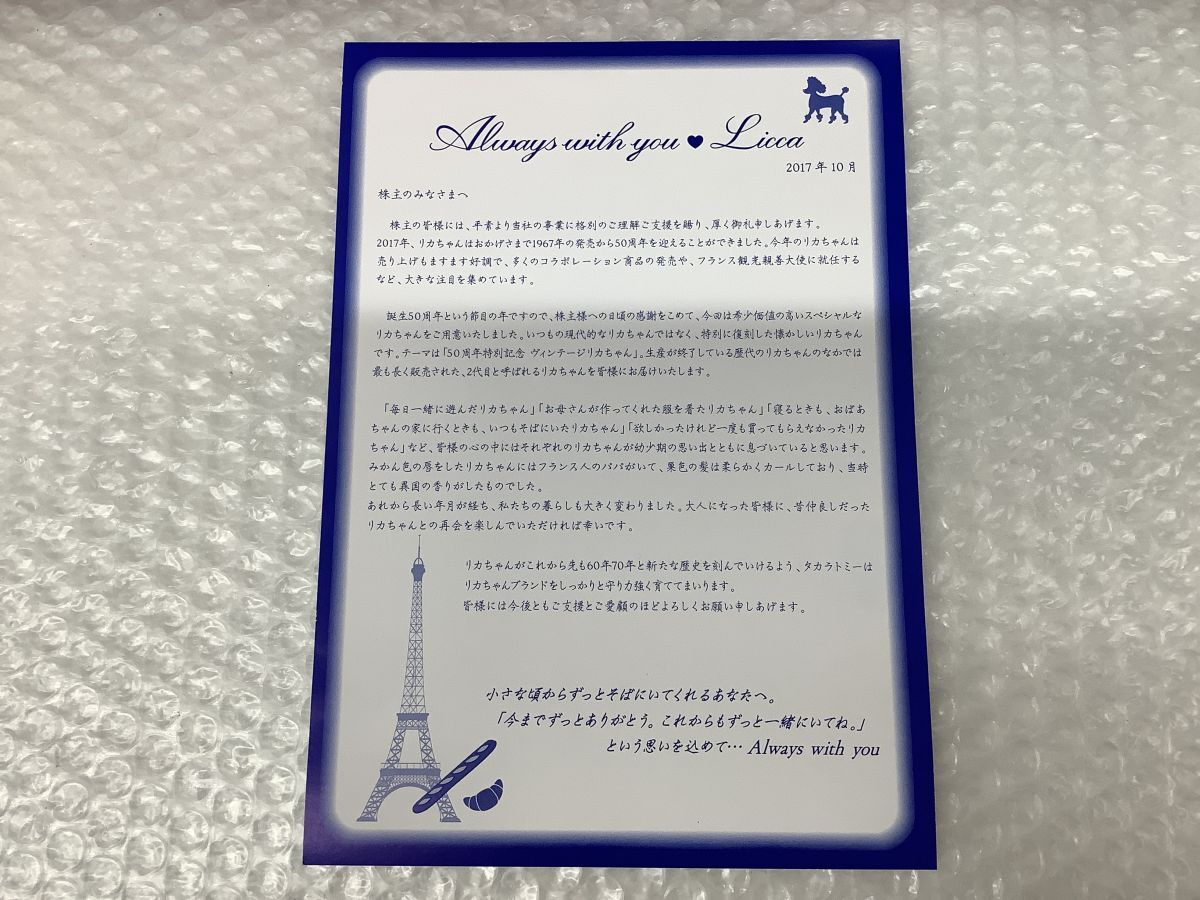 Always with you ♥ Licca
2017年10月
株主のみなさまへ
株主の皆様には、平素より当社の事業に格別のご理解ご支援を賜り、厚く御礼申しあげます。
2017年、リカちゃんはおかげさまで1967年の発売から50周年を迎えることができました。今年のリカちゃんは
売り上げもますます好調で、多くのコラボレーション商品の発売や、フランス観光親善大使に就任する
など、大きな注目を集めています。
誕生50周年という節目の年ですので、株主様への日頃の感謝をこめて、今回は希少価値の高いスペシャルな
リカちゃんをご用意いたしました。いつもの現代的なリカちゃんではなく、特別に復刻した懐かしいリカちゃん
です。テーマは「50周年特別記念 ヴィンテージリカちゃん」。生産が終了している歴代のリカちゃんのなかでは
最も長く販売された、2代目と呼ばれるリカちゃんを皆様にお届けいたします。
「毎日一緒に遊んだリカちゃん」「お母さんが作ってくれた服を着たリカちゃん」「寝るときも、おばあ
ちゃんの家に行くときも、いつもそばにいたリカちゃん」「欲しかったけれど一度も買ってもらえなかったリカ
ちゃん」など、皆様の心の中にはそれぞれのリカちゃんが幼少期の思い出とともに息づいていると思います。
みかん色の唇をしたリカちゃんにはフランス人のパパがいて、栗色の髪は柔らかくカールしており、当時
とても異国の香りがしたものでした。
あれから長い年月が経ち、私たちの暮らしも大きく変わりました。大人になった皆様に、昔仲良しだった
リカちゃんとの再会を楽しんでいただければ幸いです。
リカちゃんがこれから先も60年70年と新たな歴史を刻んでいけるよう、タカラトミーは
リカちゃんブランドをしっかりと守り力強く育ててまいります。
皆様には今後ともご支援とご愛顧のほどよろしくお願い申しあげます。
小さな頃からずっとそばにいてくれるあなたへ。
「今までずっとありがとう。これからもずっと一緒にいてね。」
という思いを込めて… Always with you